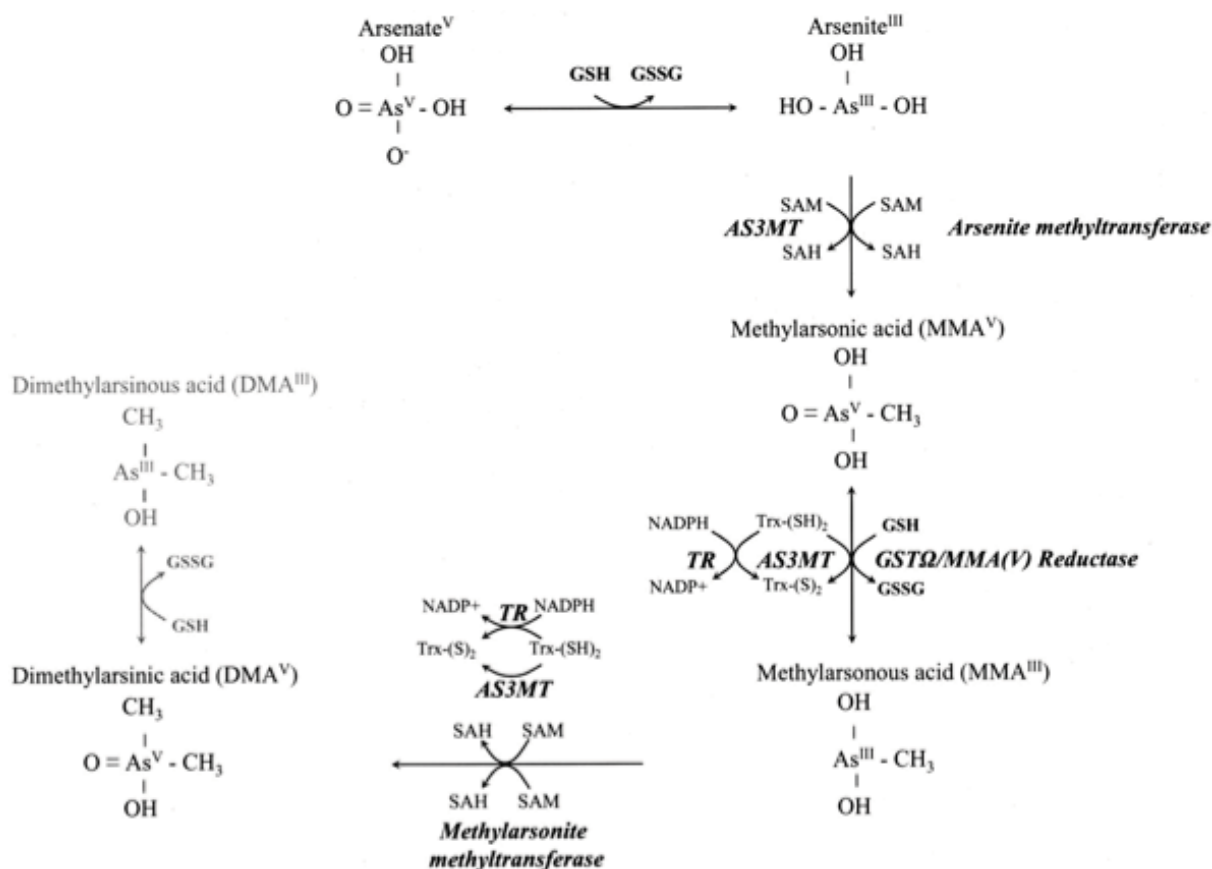 Arsenate^V
OH
O = As^V - OH
O-
GSH GSSG
Arsenite^III
OH
HO - As^III - OH
SAM SAM
AS3MT Arsenite methyltransferase
SAH SAH
Methylarsonic acid (MMA^V)
OH
O = As^V - CH3
OH
NADPH Trx-(SH)2 GSH
TR AS3MT GSTΩ/MMA(V) Reductase
NADP+ Trx-(S)2 GSSG
Methylarsonous acid (MMA^III)
OH
As^III - CH3
OH
NADP+ TR NADPH
Trx-(S)2 Trx-(SH)2
AS3MT
SAH SAM
SAH SAM
Methylarsonite
methyltransferase
Dimethylarsinous acid (DMA^III)
CH3
As^III - CH3
OH
GSSG
GSH
Dimethylarsinic acid (DMA^V)
CH3
O = As^V - CH3
OH